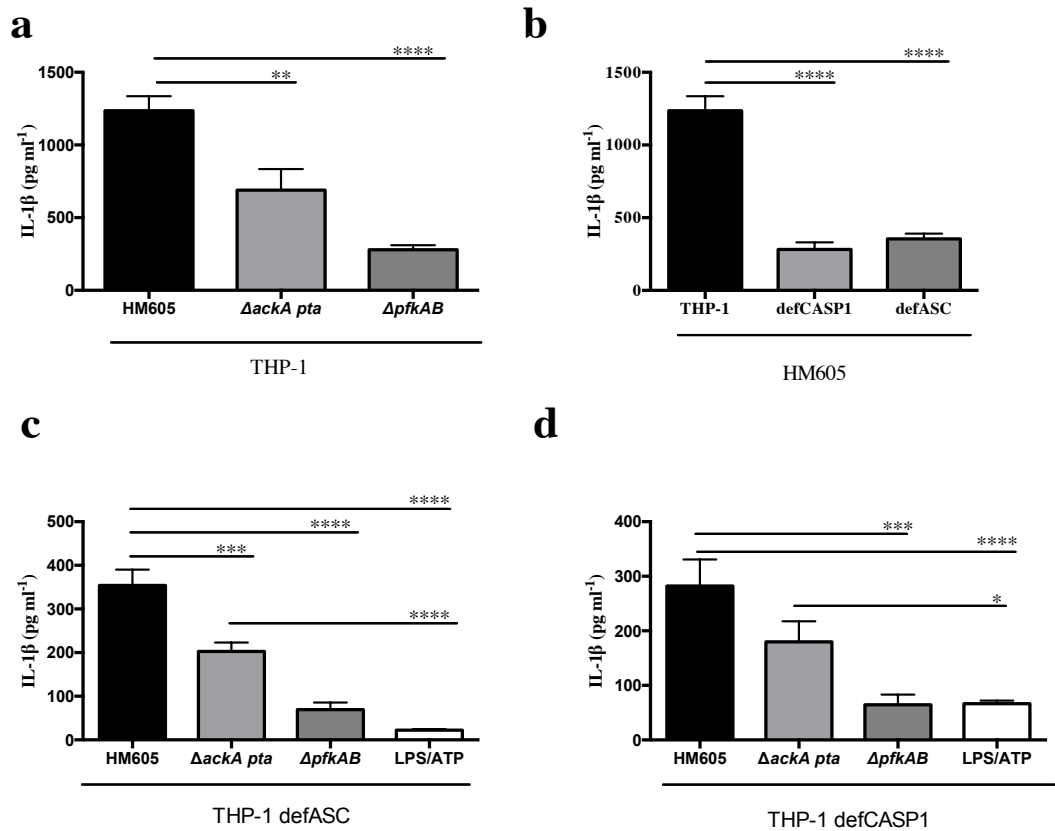 a
****
**
1500
1000
500
0
IL-1β (pg ml-1)
HM605 ΔackA pta ΔpfkAB
THP-1
b
****
****
1500
1000
500
0
IL-1β (pg ml-1)
THP-1 defCASP1 defASC
HM605
c
****
****
***
****
500
400
300
200
100
0
IL-1β (pg ml-1)
HM605 ΔackA pta ΔpfkAB LPS/ATP
THP-1 defASC
d
***
****
*
400
300
200
100
0
IL-1β (pg ml-1)
HM605 ΔackA pta ΔpfkAB LPS/ATP
THP-1 defCASP1